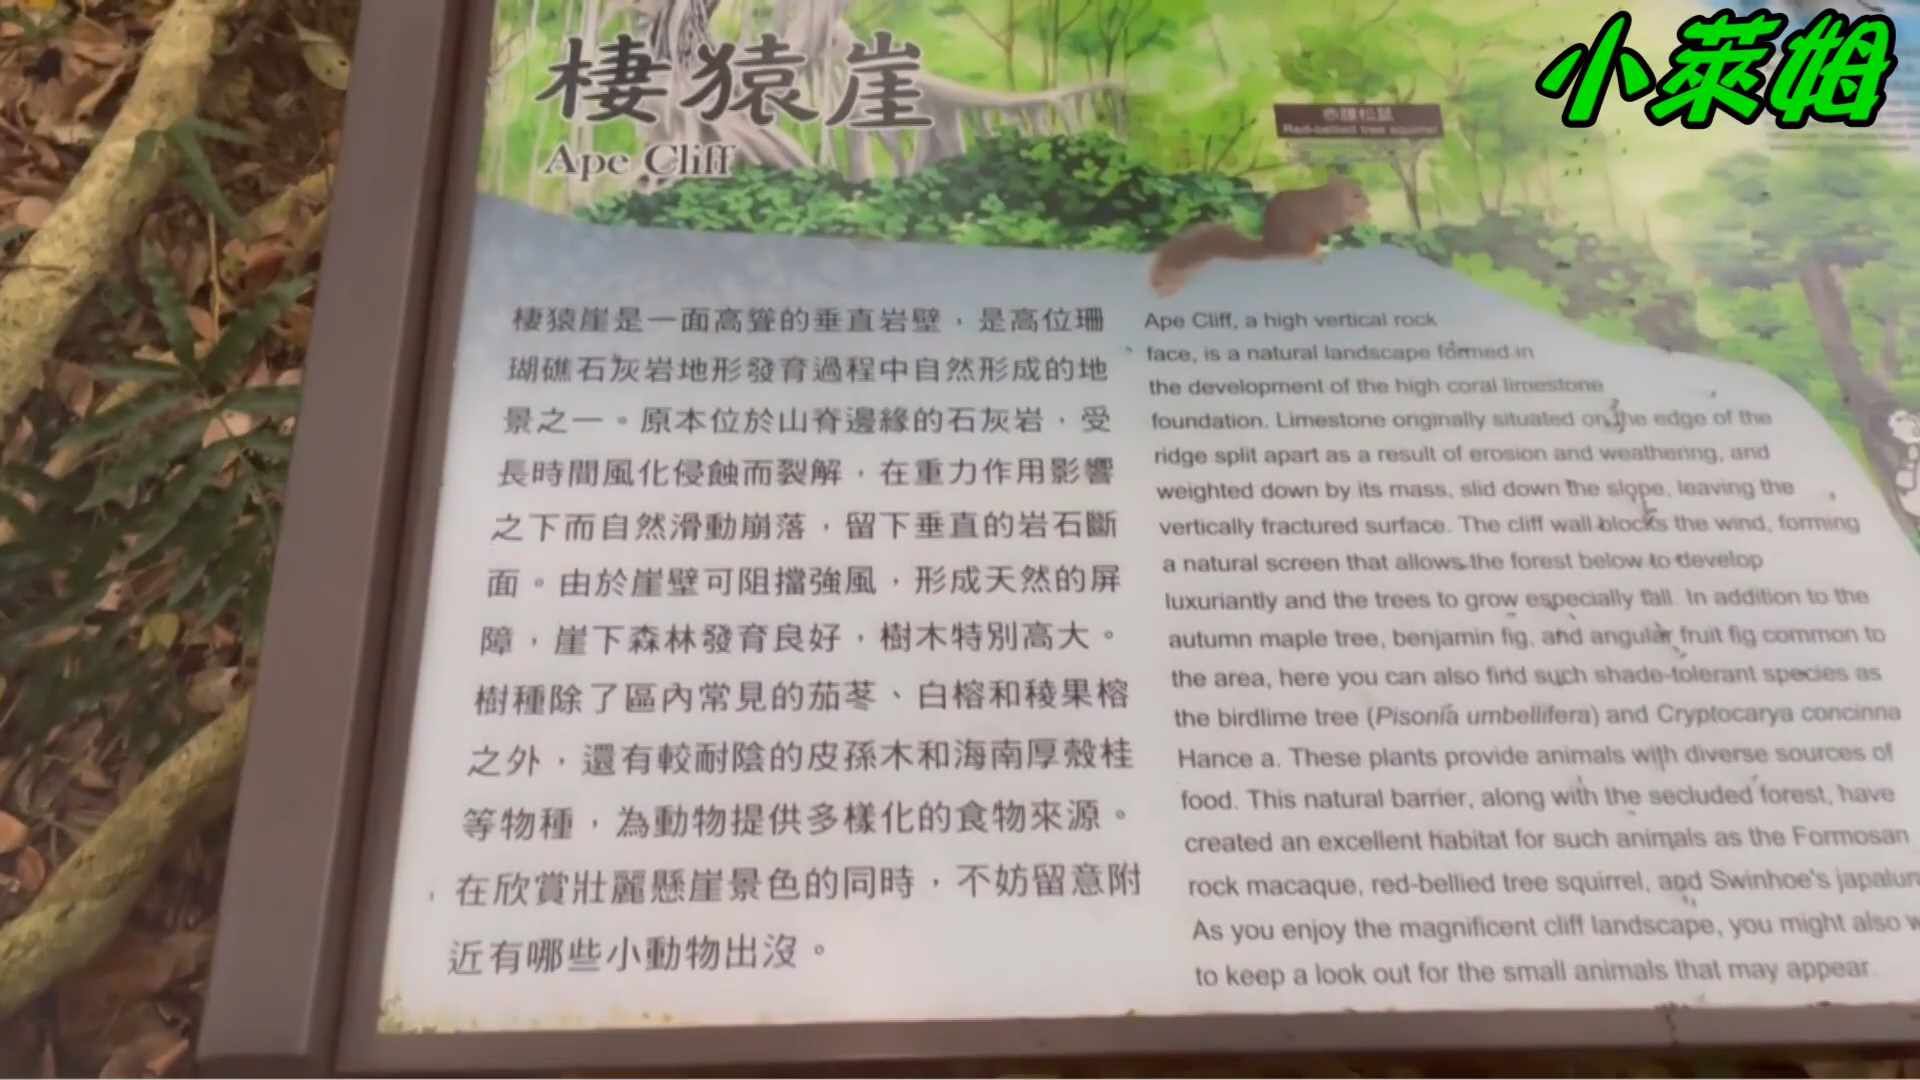 小萊姆
棲猿崖
Ape Cliff
赤腹松鼠
Red-bellied tree squirrel
棲猿崖是一面高聳的垂直岩壁，是高位珊
瑚礁石灰岩地形發育過程中自然形成的地
景之一。原本位於山脊邊緣的石灰岩，受
長時間風化侵蝕而裂解，在重力作用影響
之下而自然滑動崩落，留下垂直的岩石斷
面。由於崖壁可阻擋強風，形成天然的屏
障，崖下森林發育良好，樹木特別高大。
樹種除了區內常見的茄苳、白榕和稜果榕
之外，還有較耐陰的皮孫木和海南厚殼桂
等物種，為動物提供多樣化的食物來源。
在欣賞壯麗懸崖景色的同時，不妨留意附
近有哪些小動物出沒。
Ape Cliff, a high vertical rock
face, is a natural landscape formed in
the development of the high coral limestone
foundation. Limestone originally situated on the edge of the
ridge split apart as a result of erosion and weathering, and
weighted down by its mass, slid down the slope, leaving the
vertically fractured surface. The cliff wall blocks the wind, forming
a natural screen that allows the forest below to develop
luxuriantly and the trees to grow especially tall. In addition to the
autumn maple tree, benjamin fig, and angular fruit fig common to
the area, here you can also find such shade-tolerant species as
the birdlime tree (Pisonia umbellifera) and Cryptocarya concinna
Hance a. These plants provide animals with diverse sources of
food. This natural barrier, along with the secluded forest, have
created an excellent habitat for such animals as the Formosan
rock macaque, red-bellied tree squirrel, and Swinhoe's japalur
As you enjoy the magnificent cliff landscape, you might also w
to keep a look out for the small animals that may appear.